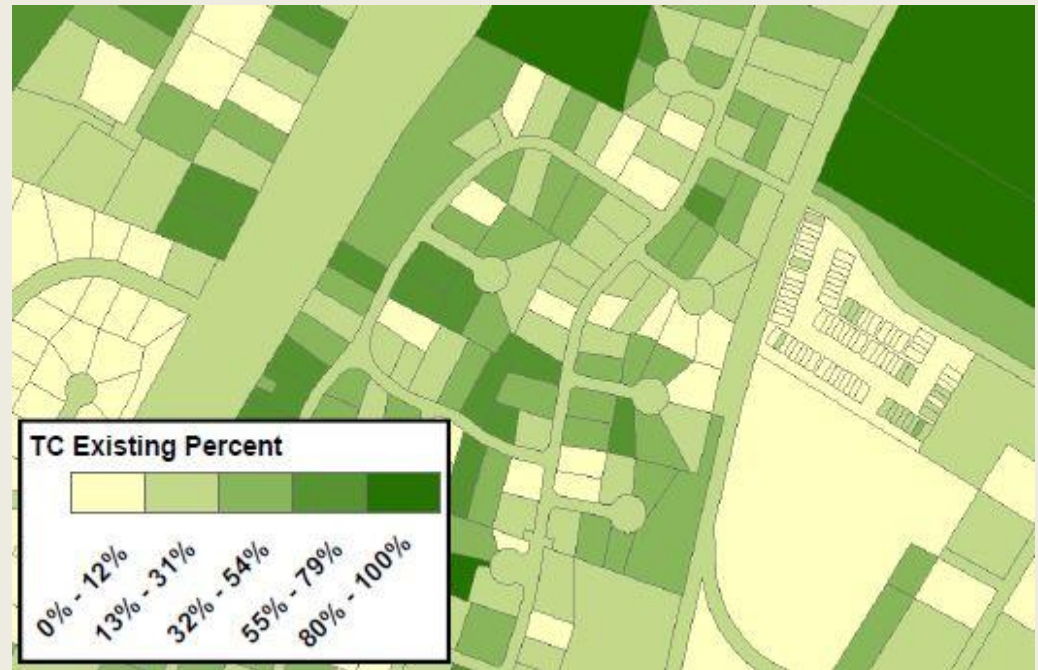 TC Existing Percent
0% - 12%
13% - 31%
32% - 54%
55% - 79%
80% - 100%